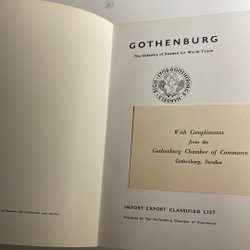 GOTHENBURG
The Gateway of Sweden for World Trade
With Compliments
from the
Gothenburg Chamber of Commerce
Gothenburg, Sweden
IMPORT EXPORT CLASSIFIED LIST
Published by The Gothenburg Chamber of Commerce